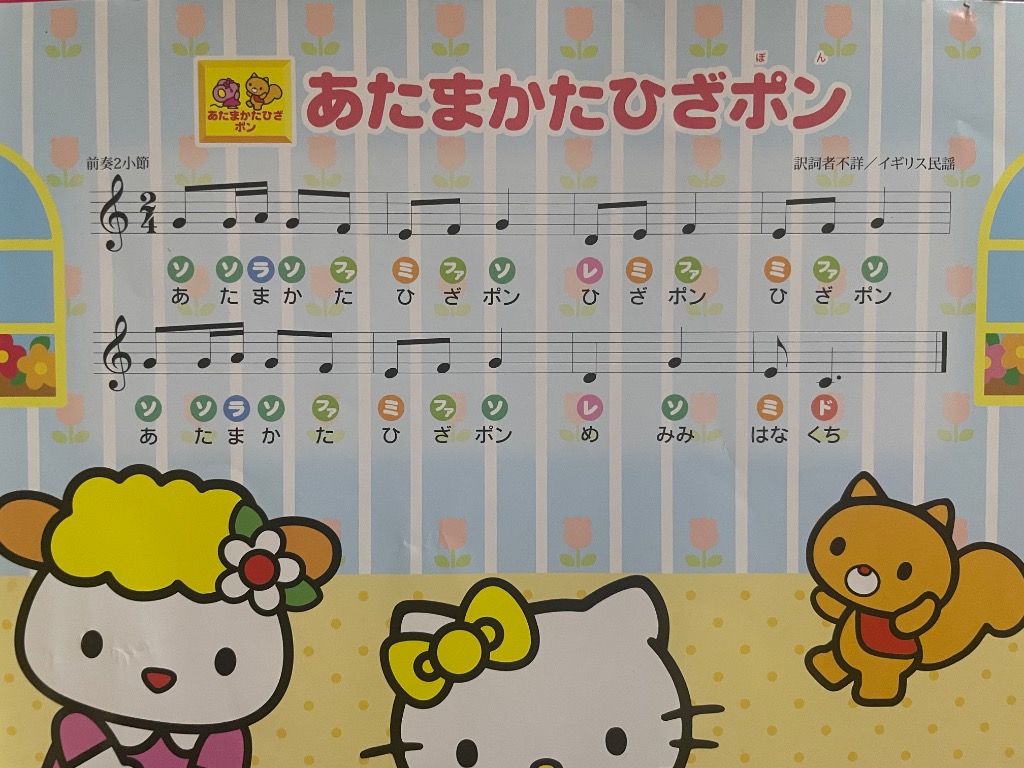 あたまかたひざ
ポン
あたまかたひざポン
ぽん
前奏2小節
訳詞者不詳／イギリス民謡
2
4
ソ ソ ラ ソ ファ ミ ファ ソ レ ミ ファ ミ ファ ソ
あ た ま か た ひ ざ ポン ひ ざ ポン ひ ざ ポン
ソ ソ ラ ソ ファ ミ ファ ソ レ ソ ミ ド
あ た ま か た ひ ざ ポン め みみ はな くち